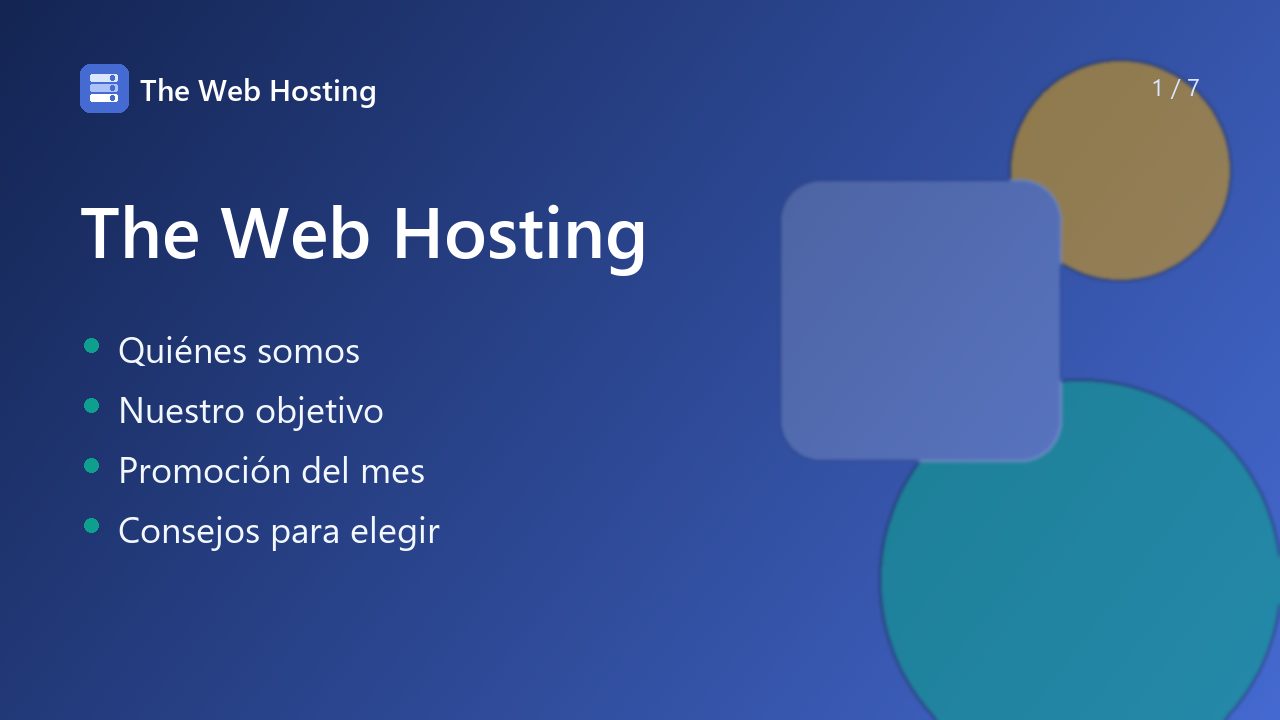 The Web Hosting
1 / 7
The Web Hosting
Quiénes somos
Nuestro objetivo
Promoción del mes
Consejos para elegir